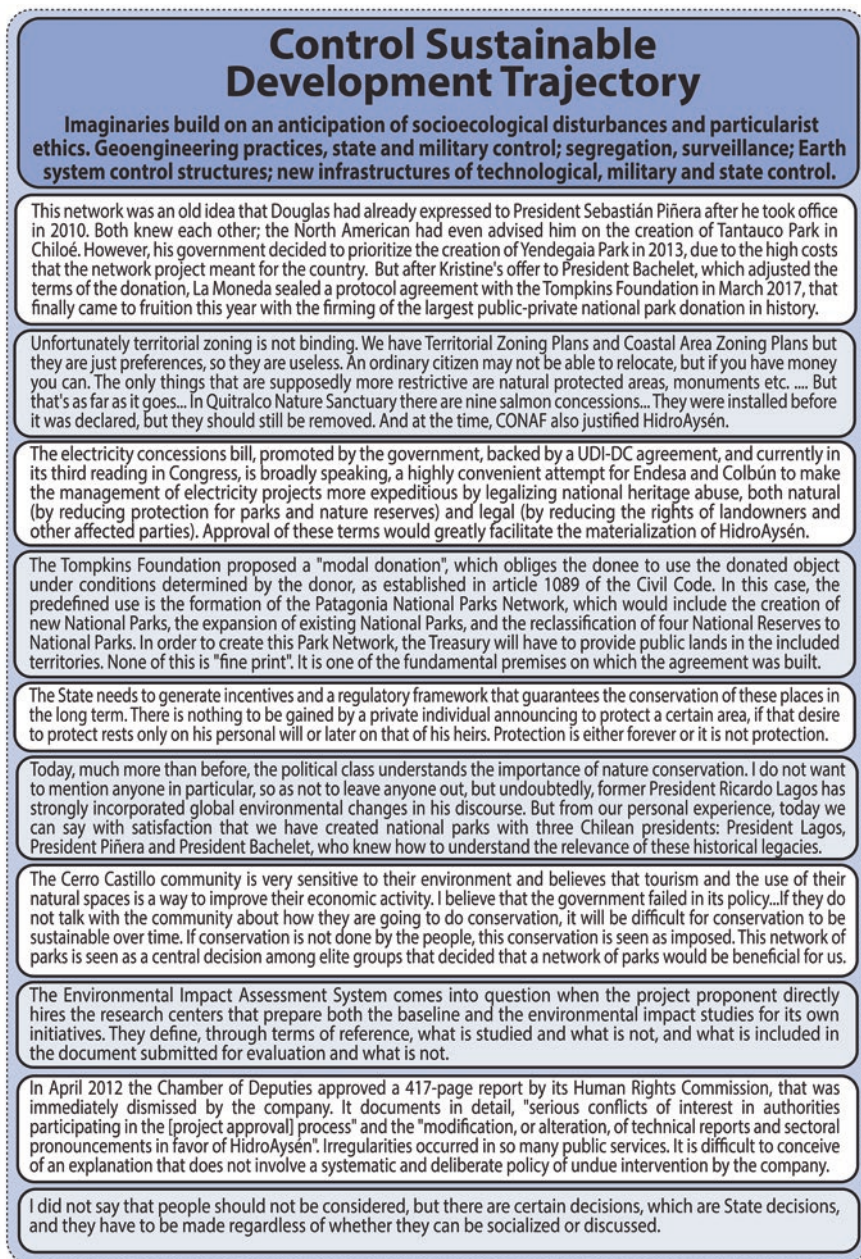 Control Sustainable
Development Trajectory
Imaginaries build on an anticipation of socioecological disturbances and particularist
ethics. Geoengineering practices, state and military control; segregation, surveillance; Earth
system control structures; new infrastructures of technological, military and state control.
This network was an old idea that Douglas had already expressed to President Sebastián Piñera after he took office
in 2010. Both knew each other; the North American had even advised him on the creation of Tantauco Park in
Chiloé. However, his government decided to prioritize the creation of Yendegaia Park in 2013, due to the high costs
that the network project meant for the country. But after Kristine's offer to President Bachelet, which adjusted the
terms of the donation, La Moneda sealed a protocol agreement with the Tompkins Foundation in March 2017, that
finally came to fruition this year with the firming of the largest public-private national park donation in history.
Unfortunately territorial zoning is not binding. We have Territorial Zoning Plans and Coastal Area Zoning Plans but
they are just preferences, so they are useless. An ordinary citizen may not be able to relocate, but if you have money
you can. The only things that are supposedly more restrictive are natural protected areas, monuments etc. .... But
that's as far as it goes... In Quitralco Nature Sanctuary there are nine salmon concessions... They were installed before
it was declared, but they should still be removed. And at the time, CONAF also justified HidroAysén.
The electricity concessions bill, promoted by the government, backed by a UDI-DC agreement, and currently in
its third reading in Congress, is broadly speaking, a highly convenient attempt for Endesa and Colbún to make
the management of electricity projects more expeditious by legalizing national heritage abuse, both natural
(by reducing protection for parks and nature reserves) and legal (by reducing the rights of landowners and
other affected parties). Approval of these terms would greatly facilitate the materialization of HidroAysén.
The Tompkins Foundation proposed a "modal donation", which obliges the donee to use the donated object
under conditions determined by the donor, as established in article 1089 of the Civil Code. In this case, the
predefined use is the formation of the Patagonia National Parks Network, which would include the creation of
new National Parks, the expansion of existing National Parks, and the reclassification of four National Reserves to
National Parks. In order to create this Park Network, the Treasury will have to provide public lands in the included
territories. None of this is "fine print". It is one of the fundamental premises on which the agreement was built.
The State needs to generate incentives and a regulatory framework that guarantees the conservation of these places in
the long term. There is nothing to be gained by a private individual announcing to protect a certain area, if that desire
to protect rests only on his personal will or later on that of his heirs. Protection is either forever or it is not protection.
Today, much more than before, the political class understands the importance of nature conservation. I do not want
to mention anyone in particular, so as not to leave anyone out, but undoubtedly, former President Ricardo Lagos has
strongly incorporated global environmental changes in his discourse. But from our personal experience, today we
can say with satisfaction that we have created national parks with three Chilean presidents: President Lagos,
President Piñera and President Bachelet, who knew how to understand the relevance of these historical legacies.
The Cerro Castillo community is very sensitive to their environment and believes that tourism and the use of their
natural spaces is a way to improve their economic activity. I believe that the government failed in its policy...If they do
not talk with the community about how they are going to do conservation, it will be difficult for conservation to be
sustainable over time. If conservation is not done by the people, this conservation is seen as imposed. This network of
parks is seen as a central decision among elite groups that decided that a network of parks would be beneficial for us.
The Environmental Impact Assessment System comes into question when the project proponent directly
hires the research centers that prepare both the baseline and the environmental impact studies for its own
initiatives. They define, through terms of reference, what is studied and what is not, and what is included in
the document submitted for evaluation and what is not.
In April 2012 the Chamber of Deputies approved a 417-page report by its Human Rights Commission, that was
immediately dismissed by the company. It documents in detail, "serious conflicts of interest in authorities
participating in the [project approval] process" and the "modification, or alteration, of technical reports and sectoral
pronouncements in favor of HidroAysén". Irregularities occurred in so many public services. It is difficult to conceive
of an explanation that does not involve a systematic and deliberate policy of undue intervention by the company.
I did not say that people should not be considered, but there are certain decisions, which are State decisions,
and they have to be made regardless of whether they can be socialized or discussed.